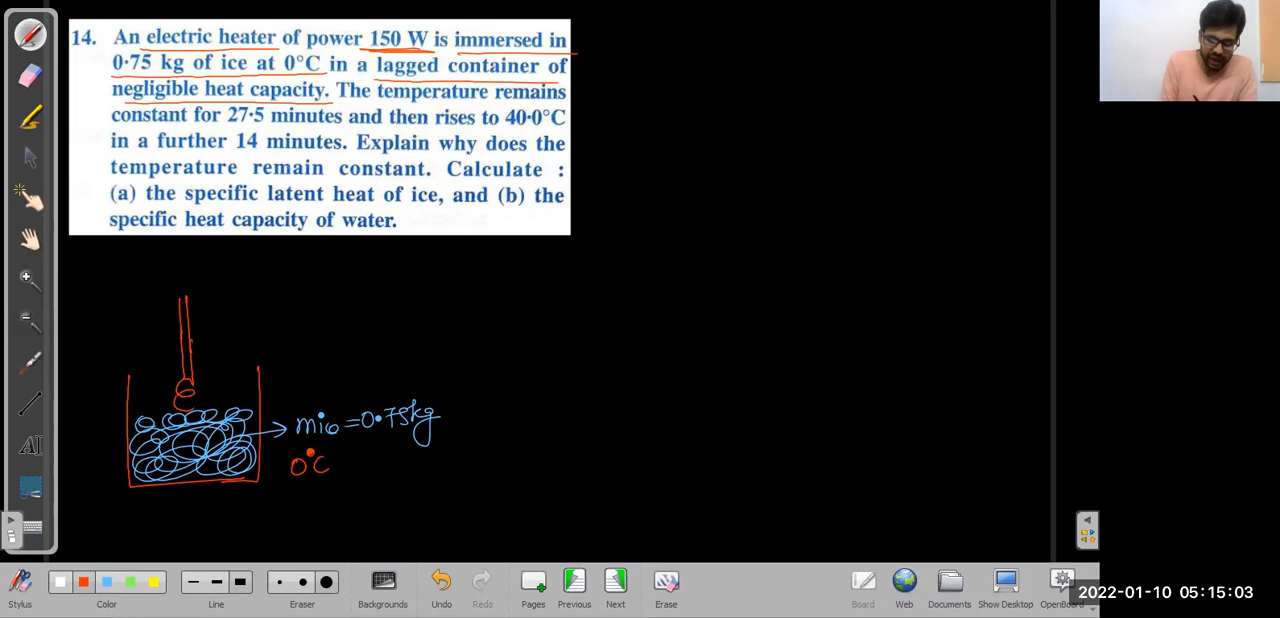 14. An electric heater of power 150 W is immersed in
0·75 kg of ice at 0°C in a lagged container of
negligible heat capacity. The temperature remains
constant for 27·5 minutes and then rises to 40·0°C
in a further 14 minutes. Explain why does the
temperature remain constant. Calculate :
(a) the specific latent heat of ice, and (b) the
specific heat capacity of water.
= 0.75kg
0°C
Stylus
Color
Line
Eraser
Backgrounds
Undo
Redo
Pages
Previous
Next
Erase
Board
Web
Documents
Show Desktop
OpenBoard
2022-01-10 05:15:03